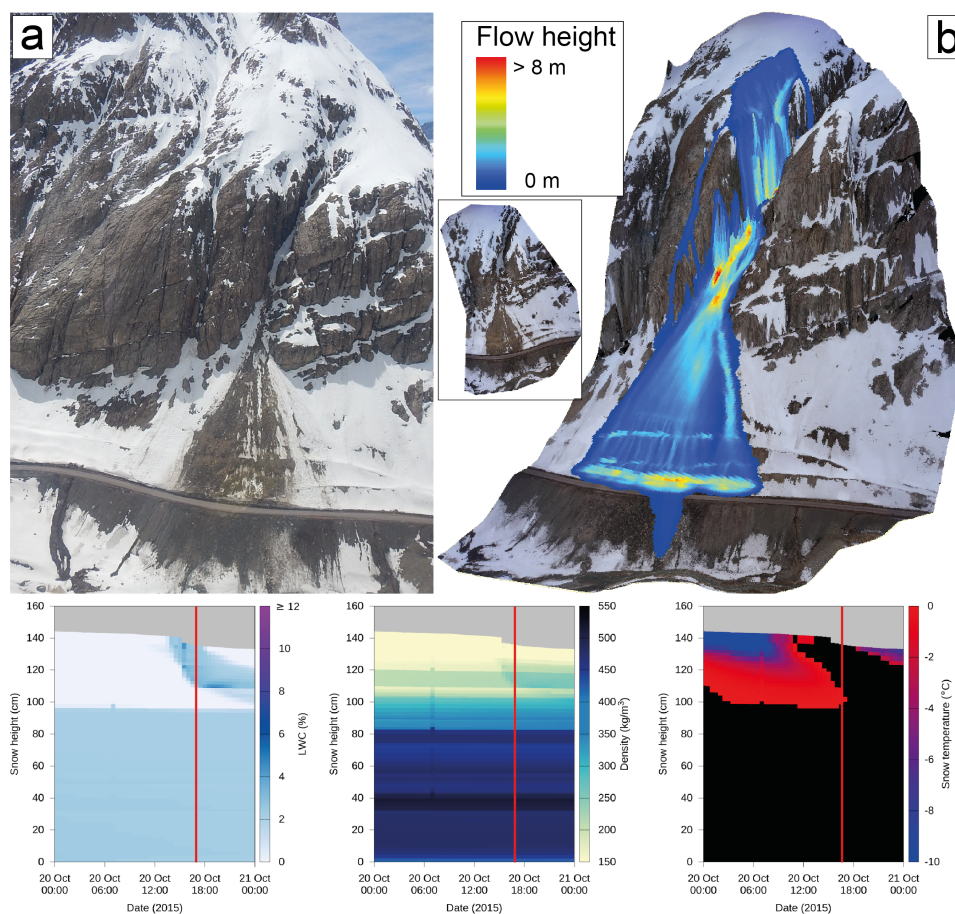 a
Flow height
> 8 m
0 m
b
160
140
120
100
80
60
40
20
0
Snow height (cm)
20 Oct 20 Oct 20 Oct 20 Oct 21 Oct
00:00 06:00 12:00 18:00 00:00
Date (2015)
≥ 12
10
8
6
4
2
0
LWC (%)
160
140
120
100
80
60
40
20
0
Snow height (cm)
20 Oct 20 Oct 20 Oct 20 Oct 21 Oct
00:00 06:00 12:00 18:00 00:00
Date (2015)
550
500
450
400
350
300
250
200
150
Density (kg/m³)
160
140
120
100
80
60
40
20
0
Snow height (cm)
20 Oct 20 Oct 20 Oct 20 Oct 21 Oct
00:00 06:00 12:00 18:00 00:00
Date (2015)
0
-2
-4
-6
-8
-10
Snow temperature (°C)